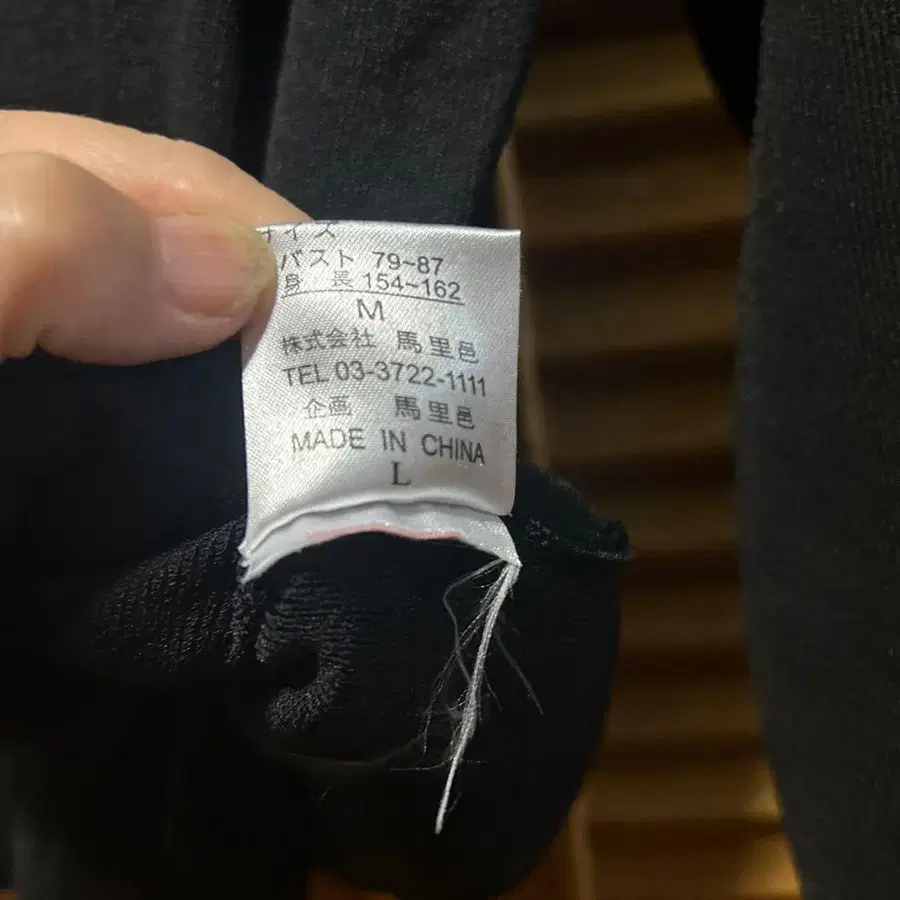 サイズ
バスト 79~87
身 長 154~162
M
株式会社 馬里邑
TEL 03-3722-1111
企画 馬里邑
MADE IN CHINA
L